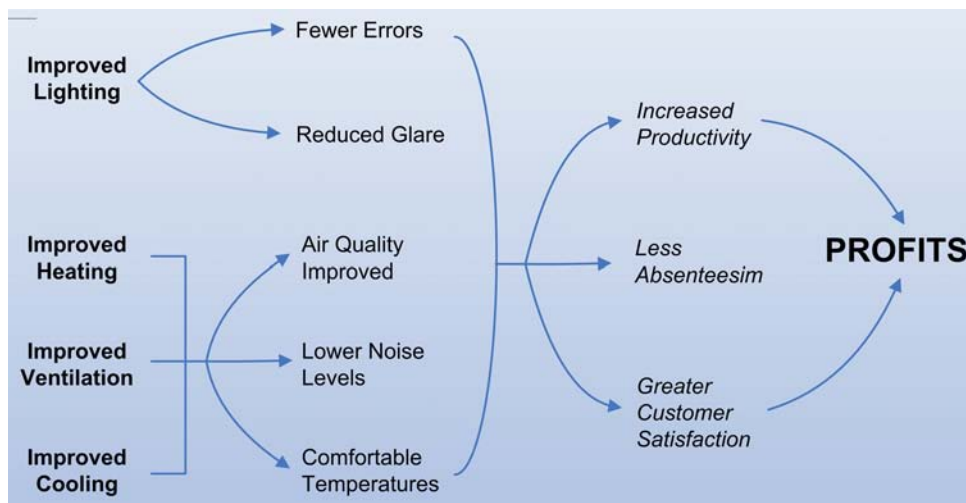 Improved
Lighting
Fewer Errors
Reduced Glare
Improved
Heating
Improved
Ventilation
Improved
Cooling
Air Quality
Improved
Lower Noise
Levels
Comfortable
Temperatures
Increased
Productivity
Less
Absenteesim
Greater
Customer
Satisfaction
PROFITS